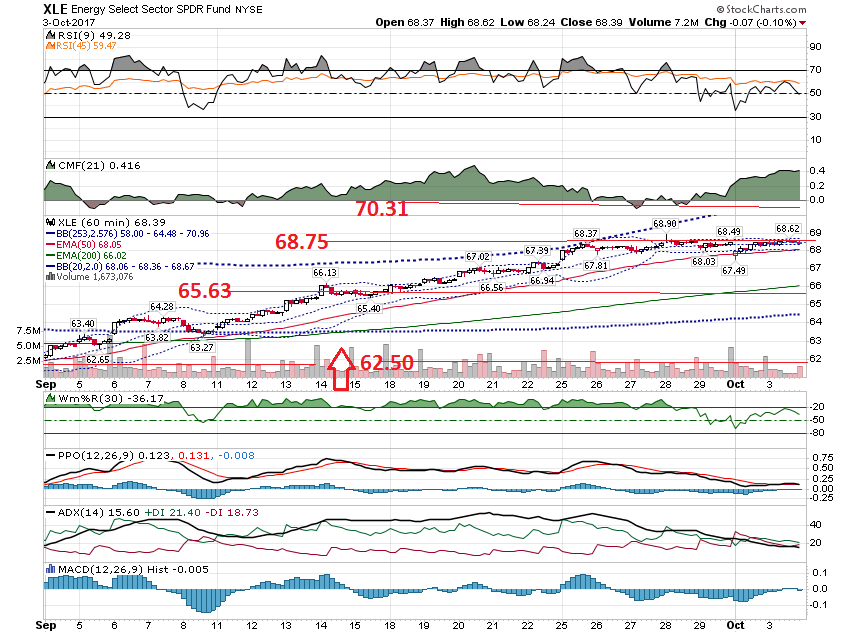 XLE Energy Select Sector SPDR Fund NYSE © StockCharts.com
3-Oct-2017 Open 68.37 High 68.62 Low 68.24 Close 68.39 Volume 7.2M Chg -0.07 (-0.10%)
RSI(9) 49.28
RSI(45) 59.47
90
70
50
30
10
CMF(21) 0.416
0.4
0.2
0.0
70.31
XLE (60 min) 68.39
BB(253,2.576) 58.00 - 64.48 - 70.96
EMA(50) 68.05
EMA(200) 66.02
BB(20,2.0) 68.06 - 68.36 - 68.67
Volume 1,673,076
68.75
65.63
62.50
63.40
62.65
64.28
63.82
63.27
66.13
65.40
67.02
66.56
67.39
66.94
68.37
67.81
68.90
68.03
68.49
67.49
68.62
69
68
67
66
65
64
63
62
7.5M
5.0M
2.5M
Sep 5 6 7 8 11 12 13 14 15 18 19 20 21 22 25 26 27 28 29 Oct 3
Wm%R(30) -36.17
-20
-50
-80
PPO(12,26,9) 0.123, 0.131, -0.008
0.75
0.50
0.25
0.00
-0.25
ADX(14) 15.60 +DI 21.40 -DI 18.73
40
20
MACD(12,26,9) Hist -0.005
0.1
0.0
-0.1
Sep 5 6 7 8 11 12 13 14 15 18 19 20 21 22 25 26 27 28 29 Oct 3